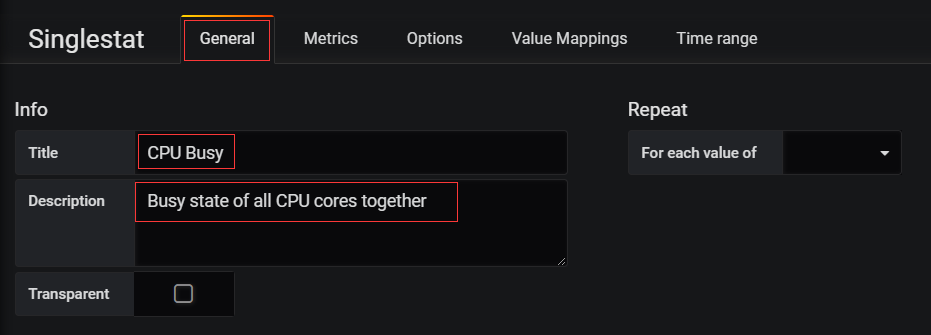 Singlestat General Metrics Options Value Mappings Time range
Info
Repeat
Title
CPU Busy
For each value of
Description
Busy state of all CPU cores together
Transparent